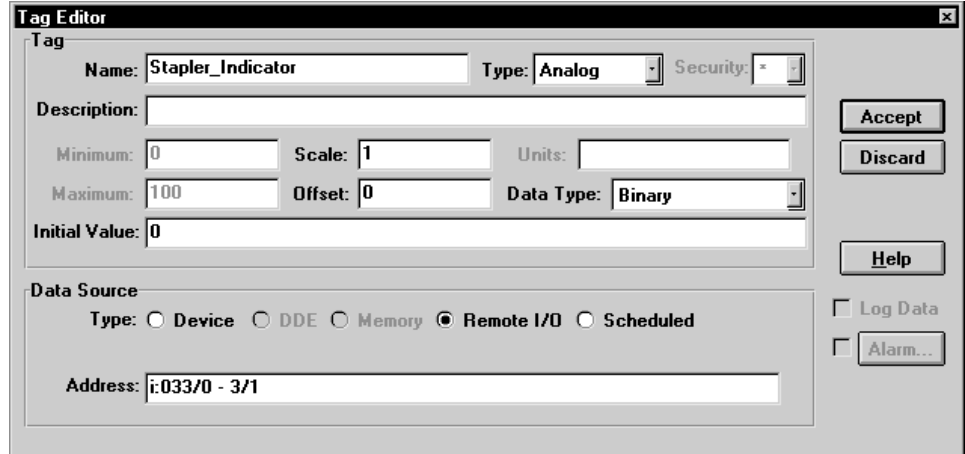 Tag Editor
Tag
Name: Stapler_Indicator Type: Analog Security: *
Description:
Accept
Minimum: 0 Scale: 1 Units:
Discard
Maximum: 100 Offset: 0 Data Type: Binary
Initial Value: 0
Help
Data Source
Type: Device DDE Memory Remote I/O Scheduled
Log Data
Alarm...
Address: i:033/0 - 3/1